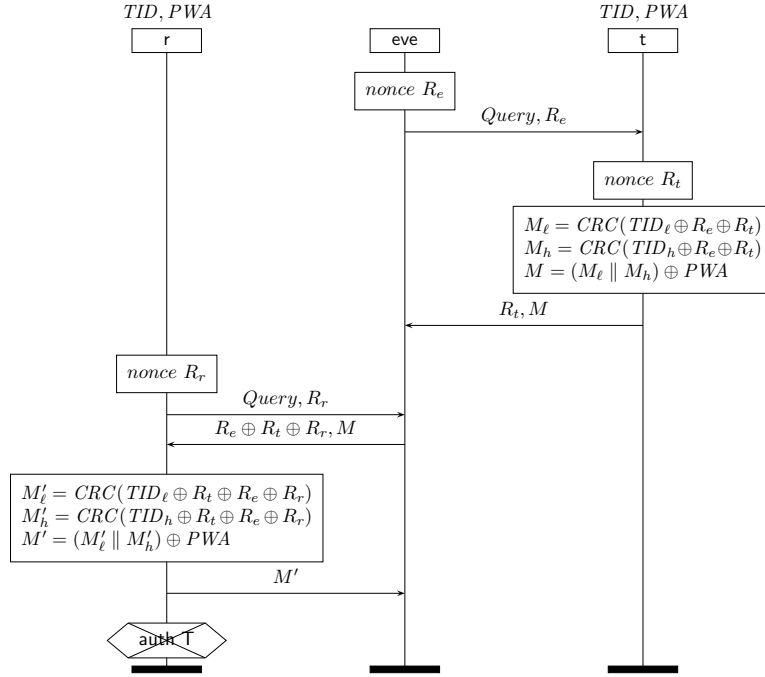 TID, PWA
TID, PWA
r
eve
t
nonce R_e
Query, R_e
nonce R_t
M_ℓ = CRC(TID_ℓ ⊕ R_e ⊕ R_t)
M_h = CRC(TID_h ⊕ R_e ⊕ R_t)
M = (M_ℓ ∥ M_h) ⊕ PWA
R_t, M
nonce R_r
Query, R_r
R_e ⊕ R_t ⊕ R_r, M
M′_ℓ = CRC(TID_ℓ ⊕ R_t ⊕ R_e ⊕ R_r)
M′_h = CRC(TID_h ⊕ R_t ⊕ R_e ⊕ R_r)
M′ = (M′_ℓ ∥ M′_h) ⊕ PWA
M′
auth T